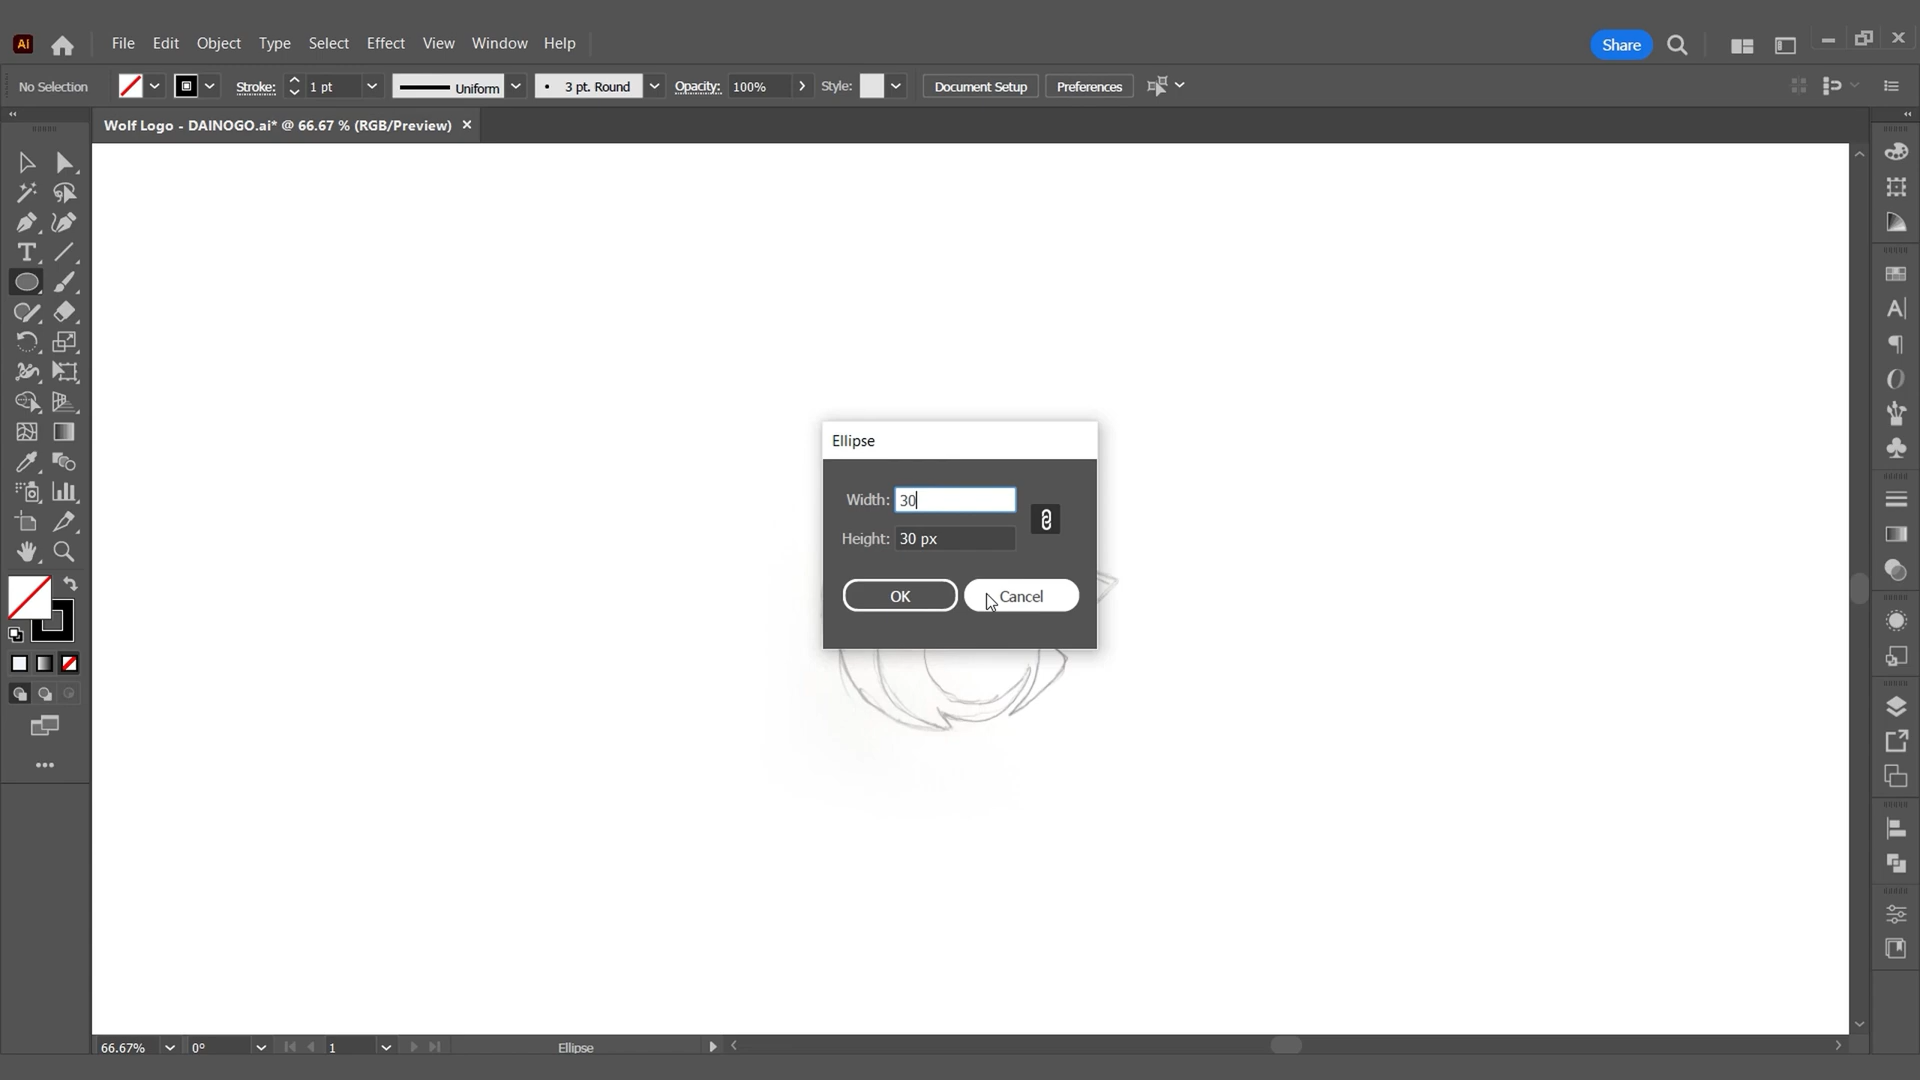 Ai File Edit Object Type Select Effect View Window Help Share
No Selection Stroke: 1 pt Uniform 3 pt. Round Opacity: 100% Style: Document Setup Preferences
Wolf Logo - DAINOGO.ai* @ 66.67 % (RGB/Preview) ×
Ellipse
Width: 30
Height: 30 px
OK Cancel
66.67% 0° 1 Ellipse